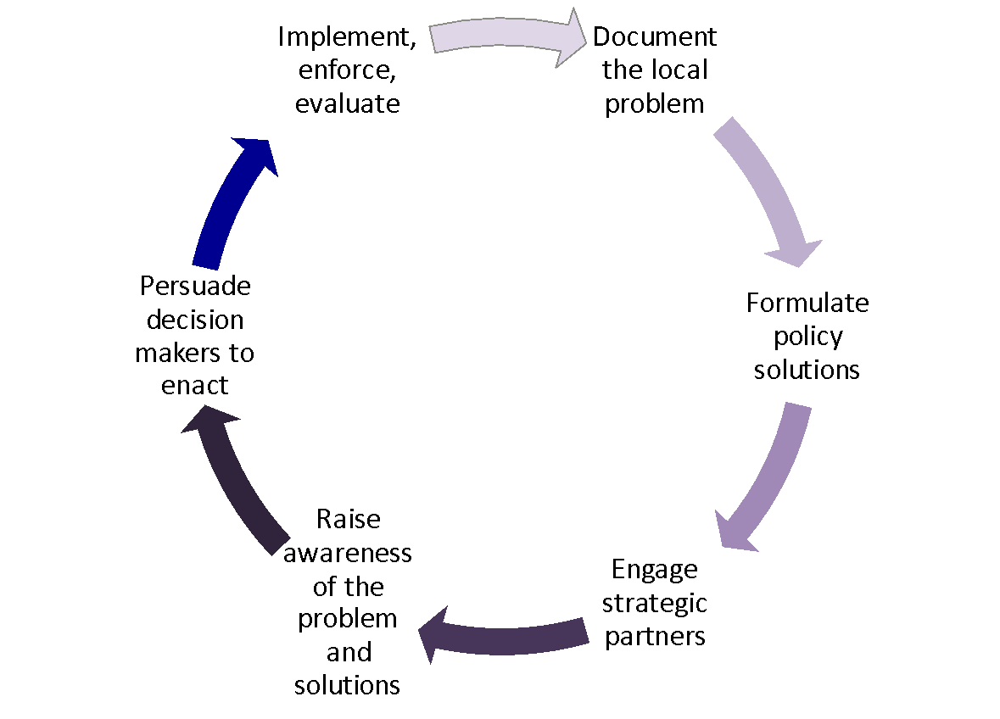 Implement,
enforce,
evaluate
Document
the local
problem
Formulate
policy
solutions
Engage
strategic
partners
Raise
awareness
of the
problem
and
solutions
Persuade
decision
makers to
enact